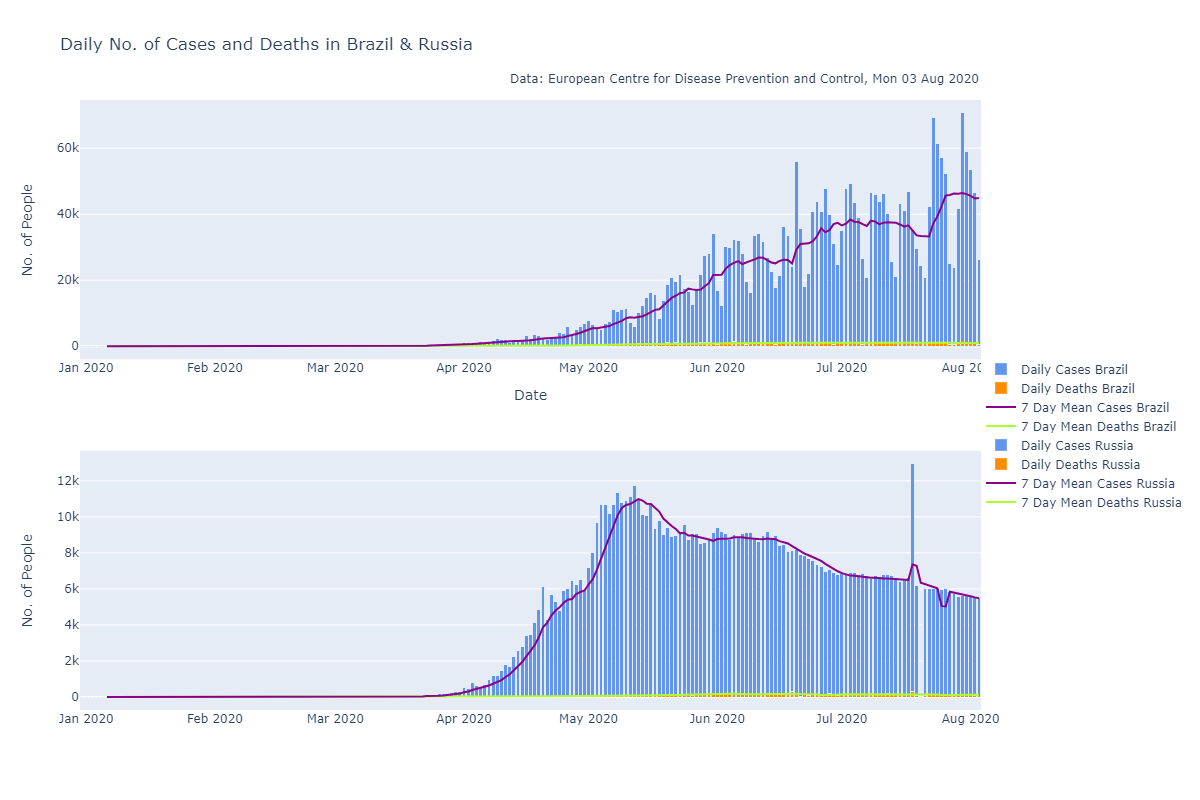 Daily No. of Cases and Deaths in Brazil & Russia
Data: European Centre for Disease Prevention and Control, Mon 03 Aug 2020
No. of People
60k
40k
20k
0
Jan 2020 Feb 2020 Mar 2020 Apr 2020 May 2020 Jun 2020 Jul 2020 Aug 20
Date
Daily Cases Brazil
Daily Deaths Brazil
7 Day Mean Cases Brazil
7 Day Mean Deaths Brazil
Daily Cases Russia
Daily Deaths Russia
7 Day Mean Cases Russia
7 Day Mean Deaths Russia
No. of People
12k
10k
8k
6k
4k
2k
0
Jan 2020 Feb 2020 Mar 2020 Apr 2020 May 2020 Jun 2020 Jul 2020 Aug 2020